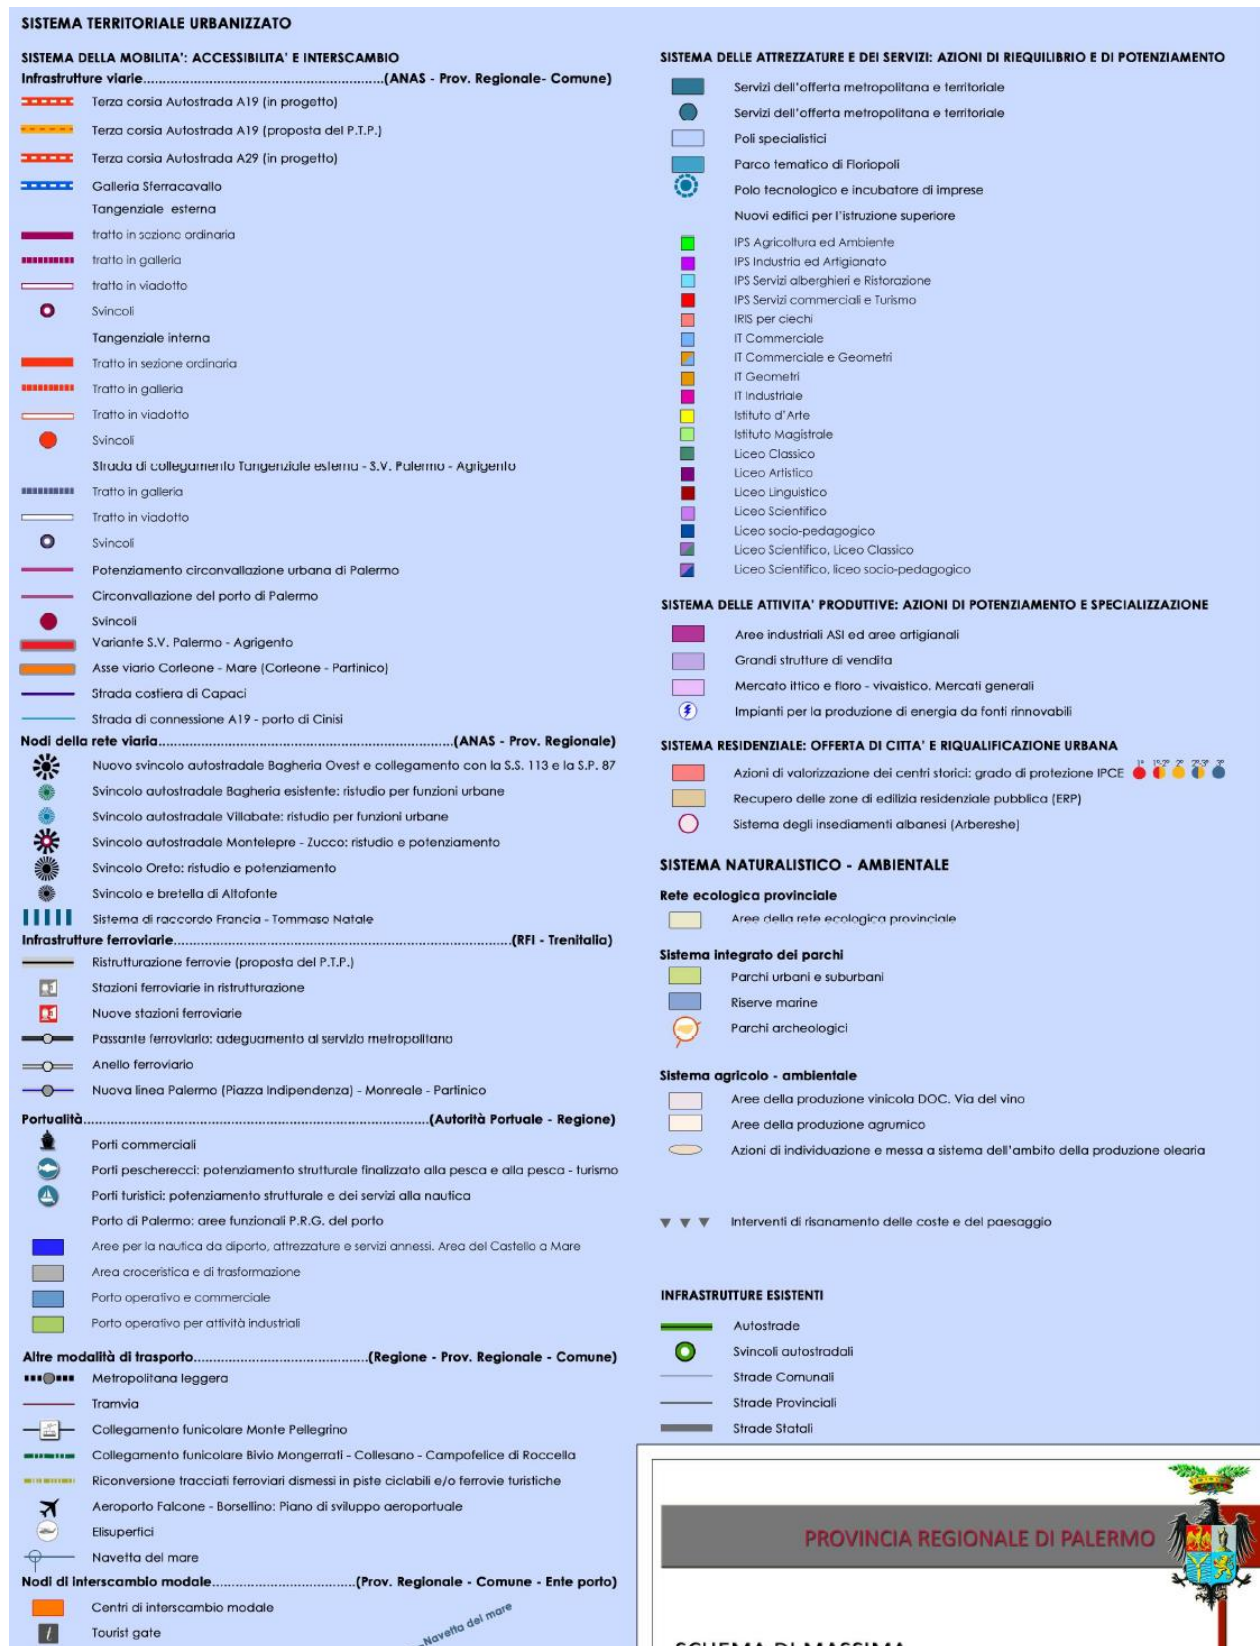 SISTEMA TERRITORIALE URBANIZZATO
SISTEMA DELLA MOBILITA': ACCESSIBILITA' E INTERSCAMBIO
Infrastrutture viarie....................................................(ANAS - Prov. Regionale- Comune)
Terza corsia Autostrada A19 (in progetto)
Terza corsia Autostrada A19 (proposta del P.T.P.)
Terza corsia Autostrada A29 (in progetto)
Galleria Sferracavallo
Tangenziale esterna
tratto in sezione ordinaria
tratto in galleria
tratto in viadotto
Svincoli
Tangenziale interna
Tratto in sezione ordinaria
Tratto in galleria
Tratto in viadotto
Svincoli
Strada di collegamento Tangenziale esterna - S.V. Palermo - Agrigento
Tratto in galleria
Tratto in viadotto
Svincoli
Potenziamento circonvallazione urbana di Palermo
Circonvallazione del porto di Palermo
Svincoli
Variante S.V. Palermo - Agrigento
Asse viario Corleone - Mare (Corleone - Partinico)
Strada costiera di Capaci
Strada di connessione A19 - porto di Cinisi
Nodi della rete viaria................................................................(ANAS - Prov. Regionale)
Nuovo svincolo autostradale Bagheria Ovest e collegamento con la S.S. 113 e la S.P. 87
Svincolo autostradale Bagheria esistente: ristudio per funzioni urbane
Svincolo autostradale Villabate: ristudio per funzioni urbane
Svincolo autostradale Montelepre - Zucco: ristudio e potenziamento
Svincolo Oreto: ristudio e potenziamento
Svincolo e bretella di Altofonte
Sistema di raccordo Francia - Tommaso Natale
Infrastrutture ferroviarie.........................................................................(RFI - Trenitalia)
Ristrutturazione ferrovie (proposta del P.T.P.)
Stazioni ferroviarie in ristrutturazione
Nuove stazioni ferroviarie
Passante ferroviario: adeguamento al servizio metropolitano
Anello ferroviario
Nuova linea Palermo (Piazza Indipendenza) - Monreale - Partinico
Portualità..........................................................................(Autorità Portuale - Regione)
Porti commerciali
Porti pescherecci: potenziamento strutturale finalizzato alla pesca e alla pesca - turismo
Porti turistici: potenziamento strutturale e dei servizi alla nautica
Porto di Palermo: aree funzionali P.R.G. del porto
Aree per la nautica da diporto, attrezzature e servizi annessi. Area del Castello a Mare
Area croceristica e di trasformazione
Porto operativo e commerciale
Porto operativo per attività industriali
Altre modalità di trasporto......................................(Regione - Prov. Regionale - Comune)
Metropolitana leggera
Tramvia
Collegamento funicolare Monte Pellegrino
Collegamento funicolare Bivio Mongerrati - Collesano - Campofelice di Roccella
Riconversione tracciati ferroviari dismessi in piste ciclabili e/o ferrovie turistiche
Aeroporto Falcone - Borsellino: Piano di sviluppo aeroportuale
Elisuperfici
Navetta del mare
Nodi di interscambio modale...............................(Prov. Regionale - Comune - Ente porto)
Centri di interscambio modale
Tourist gate
Navetta del mare
SISTEMA DELLE ATTREZZATURE E DEI SERVIZI: AZIONI DI RIEQUILIBRIO E DI POTENZIAMENTO
Servizi dell'offerta metropolitana e territoriale
Servizi dell'offerta metropolitana e territoriale
Poli specialistici
Parco tematico di Floriopoli
Polo tecnologico e incubatore di imprese
Nuovi edifici per l'istruzione superiore
IPS Agricoltura ed Ambiente
IPS Industria ed Artigianato
IPS Servizi alberghieri e Ristorazione
IPS Servizi commerciali e Turismo
IRIS per ciechi
IT Commerciale
IT Commerciale e Geometri
IT Geometri
IT Industriale
Istituto d'Arte
Istituto Magistrale
Liceo Classico
Liceo Artistico
Liceo Linguistico
Liceo Scientifico
Liceo socio-pedagogico
Liceo Scientifico, Liceo Classico
Liceo Scientifico, liceo socio-pedagogico
SISTEMA DELLE ATTIVITA' PRODUTTIVE: AZIONI DI POTENZIAMENTO E SPECIALIZZAZIONE
Aree industriali ASI ed aree artigianali
Grandi strutture di vendita
Mercato ittico e floro - vivaistico. Mercati generali
Impianti per la produzione di energia da fonti rinnovabili
SISTEMA RESIDENZIALE: OFFERTA DI CITTA' E RIQUALIFICAZIONE URBANA
Azioni di valorizzazione dei centri storici: grado di protezione IPCE 1° 1°-2° 2° 2°-3° 3°
Recupero delle zone di edilizia residenziale pubblica (ERP)
Sistema degli insediamenti albanesi (Arbereshe)
SISTEMA NATURALISTICO - AMBIENTALE
Rete ecologica provinciale
Aree della rete ecologica provinciale
Sistema integrato dei parchi
Parchi urbani e suburbani
Riserve marine
Parchi archeologici
Sistema agricolo - ambientale
Aree della produzione vinicola DOC. Via del vino
Aree della produzione agrumico
Azioni di individuazione e messa a sistema dell'ambito della produzione olearia
Interventi di risanamento delle coste e del paesaggio
INFRASTRUTTURE ESISTENTI
Autostrade
Svincoli autostradali
Strade Comunali
Strade Provinciali
Strade Statali
PROVINCIA REGIONALE DI PALERMO
SCHEMA DI MASSIMA